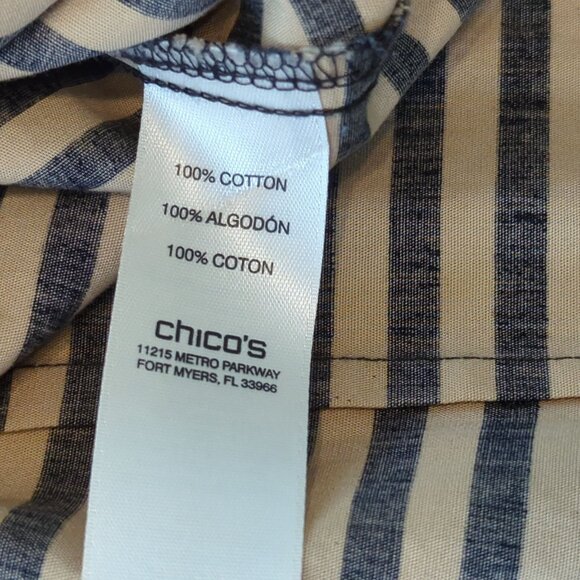 100% COTTON
100% ALGODÓN
100% COTON
chico's
11215 METRO PARKWAY
FORT MYERS, FL 33966